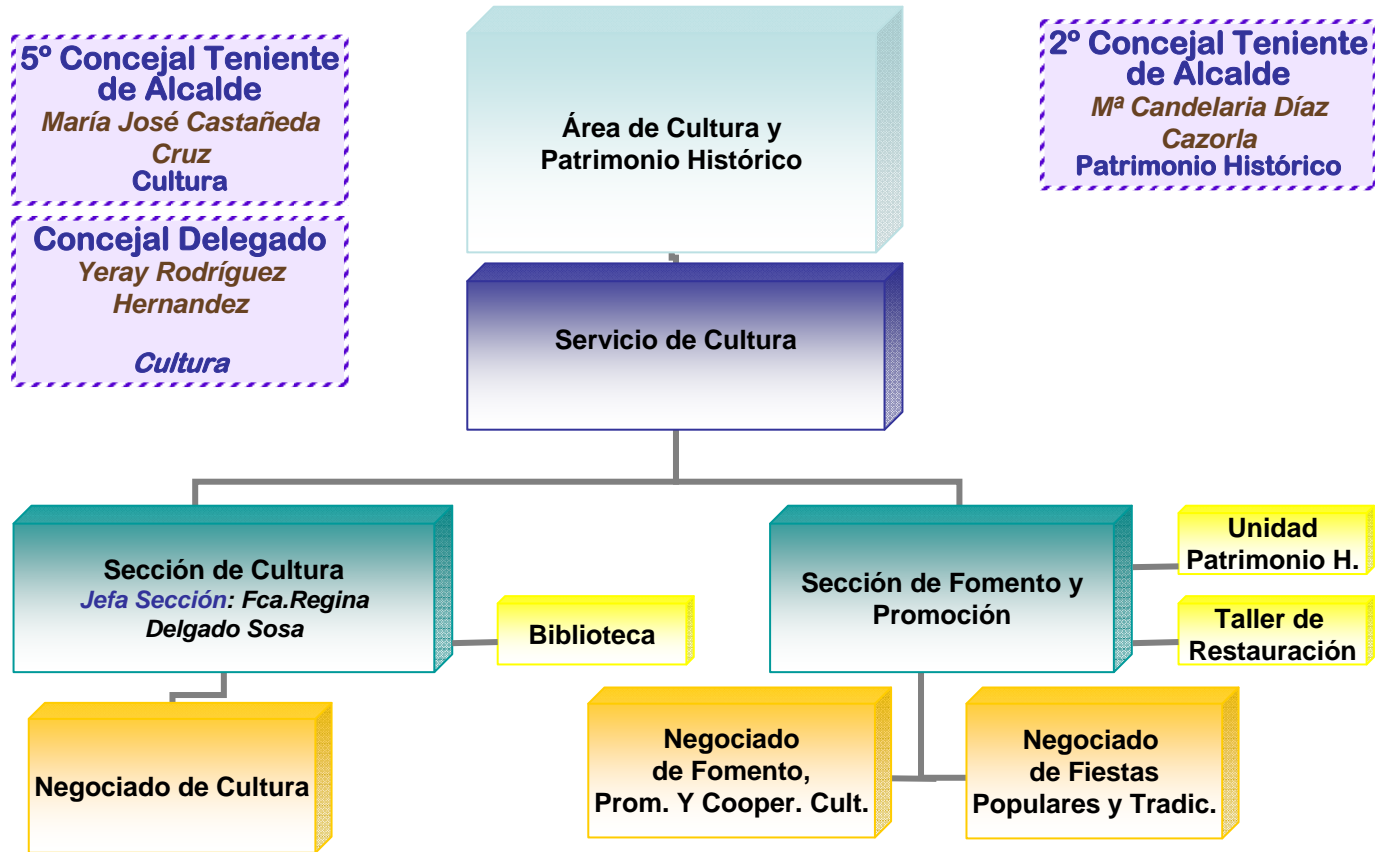 5º Concejal Teniente
de Alcalde
María José Castañeda
Cruz
Cultura
Concejal Delegado
Yeray Rodríguez
Hernandez
Cultura
Área de Cultura y
Patrimonio Histórico
2º Concejal Teniente
de Alcalde
Mª Candelaria Díaz
Cazorla
Patrimonio Histórico
Servicio de Cultura
Sección de Cultura
Jefa Sección: Fca.Regina
Delgado Sosa
Biblioteca
Sección de Fomento y
Promoción
Unidad
Patrimonio H.
Taller de
Restauración
Negociado de Cultura
Negociado
de Fomento,
Prom. Y Cooper. Cult.
Negociado
de Fiestas
Populares y Tradic.